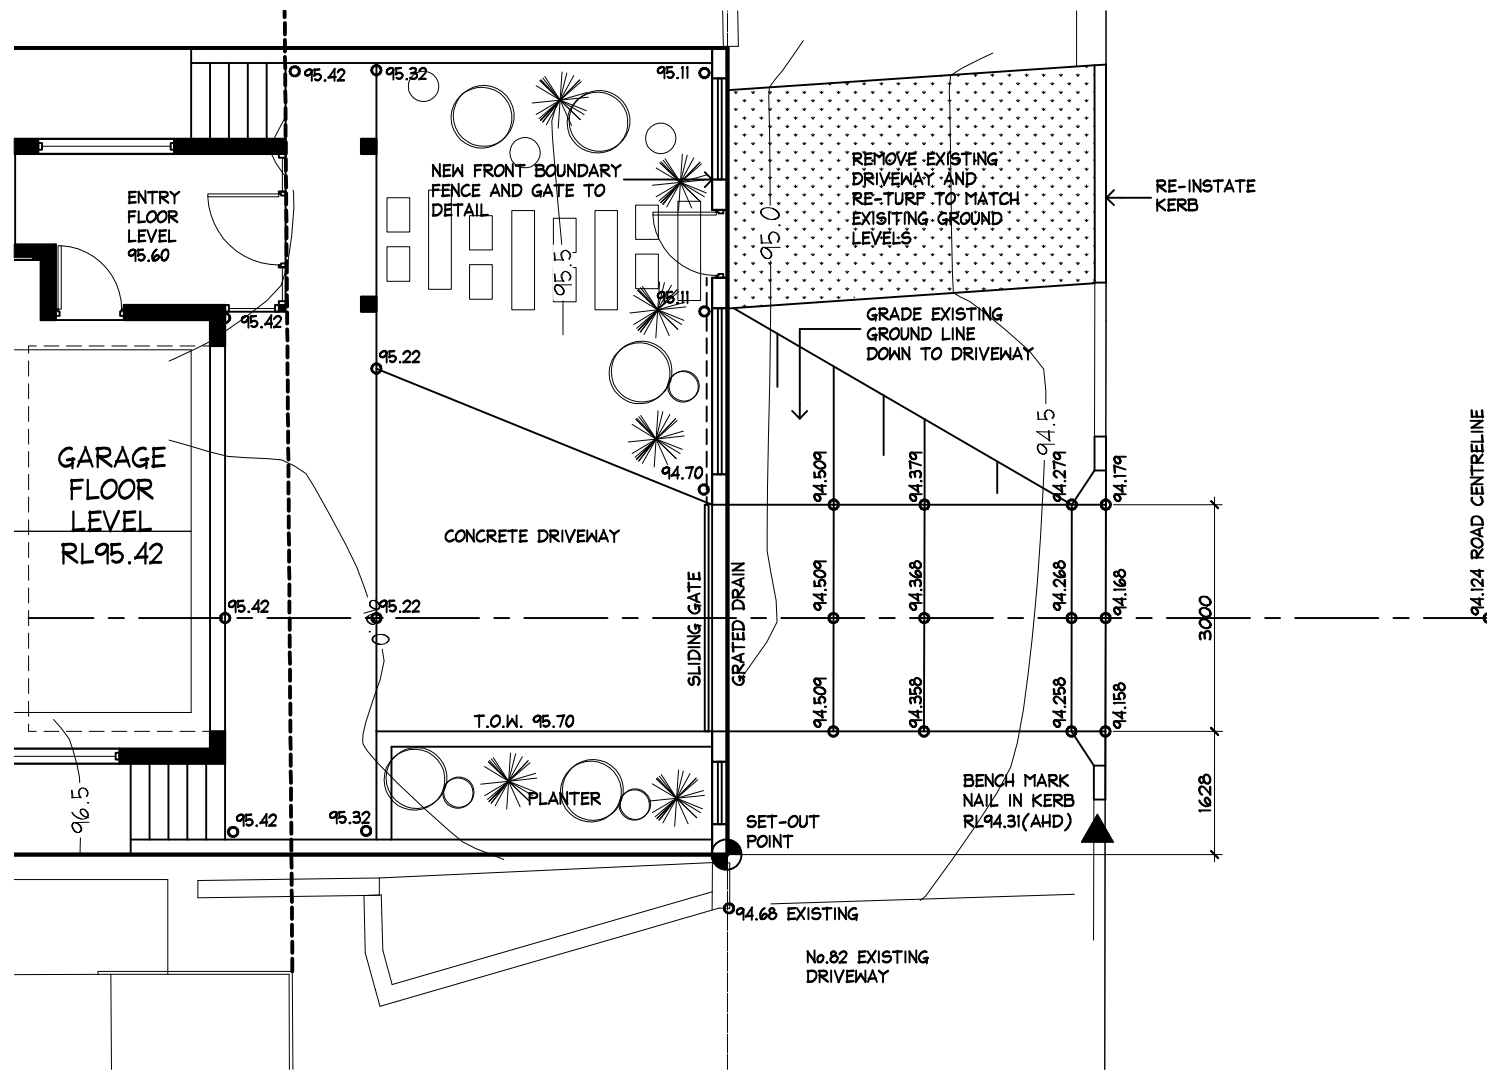 95.42
95.32
95.11
NEW FRONT BOUNDARY
FENCE AND GATE TO
DETAIL
REMOVE EXISTING
DRIVEWAY AND
RE-TURF TO MATCH
EXISITING GROUND
LEVELS
RE-INSTATE
KERB
ENTRY
FLOOR
LEVEL
95.60
95.0
95.5
95.11
95.42
GRADE EXISTING
GROUND LINE
DOWN TO DRIVEWAY
95.22
94.5
GARAGE
FLOOR
LEVEL
RL95.42
94.70
94.509
94.379
94.279
94.179
CONCRETE DRIVEWAY
94.124 ROAD CENTRELINE
SLIDING GATE
GRATED DRAIN
95.42
95.22
94.509
94.368
94.268
94.168
3000
94.509
94.358
94.258
94.158
T.O.W. 95.70
96.5
PLANTER
BENCH MARK
NAIL IN KERB
RL94.31(AHD)
1628
95.42
95.32
SET-OUT
POINT
94.68 EXISTING
No.82 EXISTING
DRIVEWAY